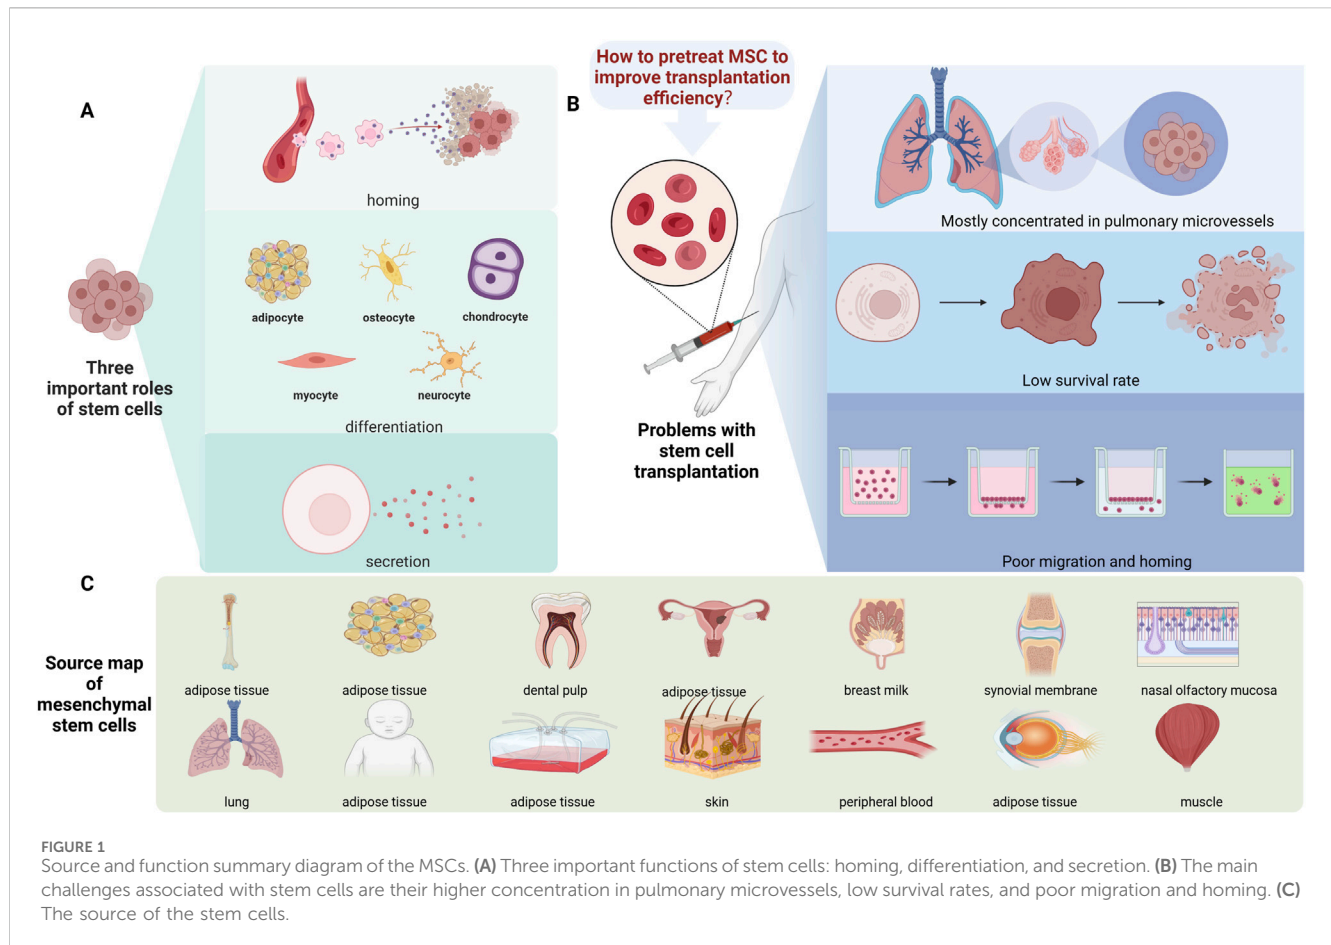 A
homing
adipocyte
osteocyte
chondrocyte
myocyte
neurocyte
differentiation
secretion
Three
important roles
of stem cells
How to pretreat MSC to
improve transplantation
efficiency?
B
Problems with
stem cell
transplantation
Mostly concentrated in pulmonary microvessels
Low survival rate
Poor migration and homing
C
Source map
of
mesenchymal
stem cells
adipose tissue
adipose tissue
dental pulp
adipose tissue
breast milk
synovial membrane
nasal olfactory mucosa
lung
adipose tissue
adipose tissue
skin
peripheral blood
adipose tissue
muscle
FIGURE 1
Source and function summary diagram of the MSCs. (A) Three important functions of stem cells: homing, differentiation, and secretion. (B) The main
challenges associated with stem cells are their higher concentration in pulmonary microvessels, low survival rates, and poor migration and homing. (C)
The source of the stem cells.